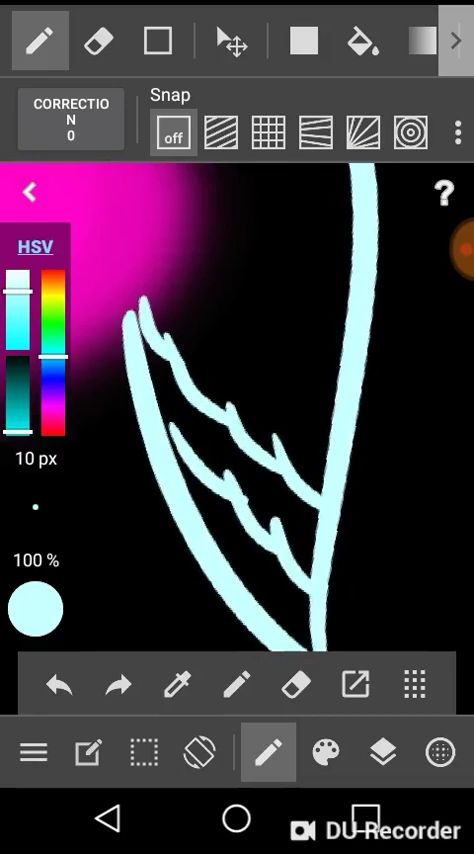 CORRECTIO
N
0
Snap
off
?
HSV
10 px
100 %
DU Recorder